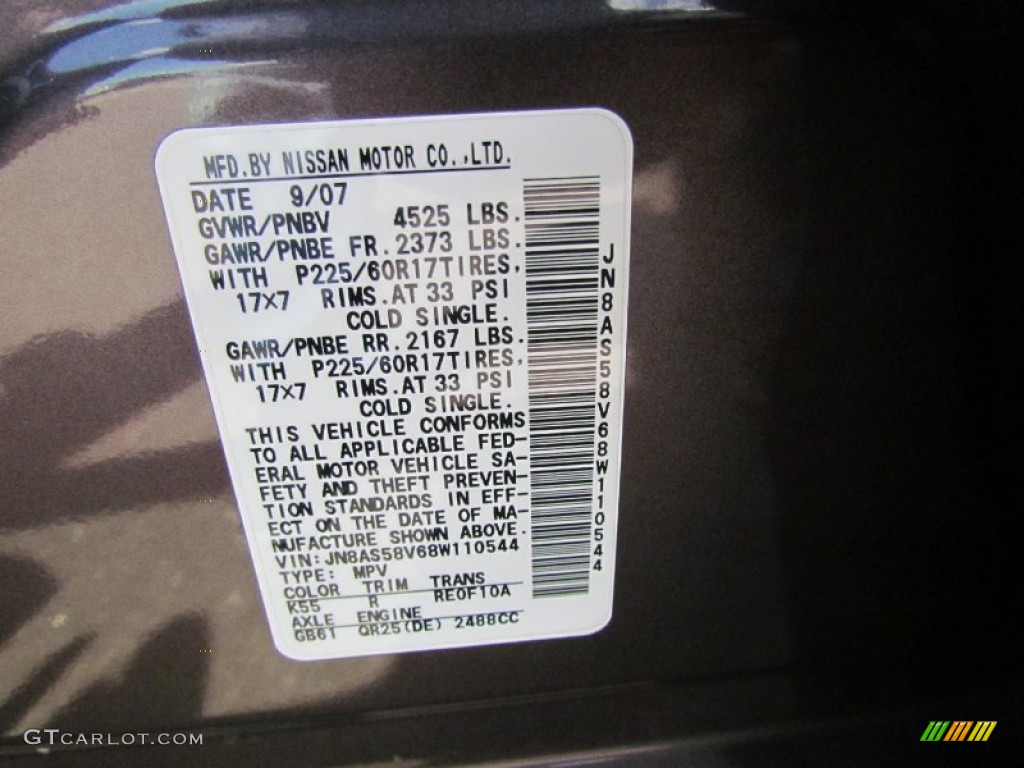 MFD.BY NISSAN MOTOR CO.,LTD.
DATE 9/07
GVWR/PNBV 4525 LBS.
GAWR/PNBE FR. 2373 LBS.
WITH P225/60R17TIRES,
17X7 RIMS.AT 33 PSI
COLD SINGLE.
GAWR/PNBE RR. 2167 LBS.
WITH P225/60R17TIRES,
17X7 RIMS.AT 33 PSI
COLD SINGLE.
THIS VEHICLE CONFORMS
TO ALL APPLICABLE FED-
ERAL MOTOR VEHICLE SA-
FETY AND THEFT PREVEN-
TION STANDARDS IN EFF-
ECT ON THE DATE OF MA-
NUFACTURE SHOWN ABOVE.
VIN: JN8AS58V68W110544
TYPE: MPV
COLOR TRIM TRANS
K55 R RE0F10A
AXLE ENGINE
GB61 QR25(DE) 2488CC
JN8AS58V68W110544
GTCARLOT.COM